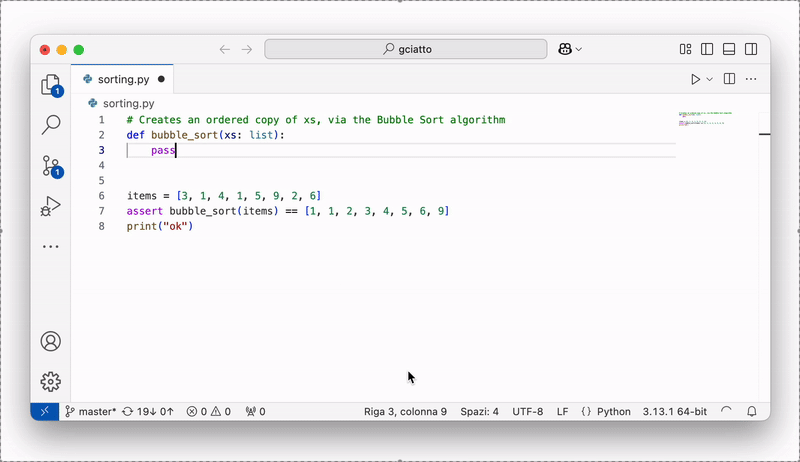 gciatto
sorting.py
sorting.py
1 # Creates an ordered copy of xs, via the Bubble Sort algorithm
2 def bubble_sort(xs: list):
3 pass
4
5
6 items = [3, 1, 4, 1, 5, 9, 2, 6]
7 assert bubble_sort(items) == [1, 1, 2, 3, 4, 5, 6, 9]
8 print("ok")
1
1
master* 19↓ 0↑ 0 0 0 Riga 3, colonna 9 Spazi: 4 UTF-8 LF {} Python 3.13.1 64-bit